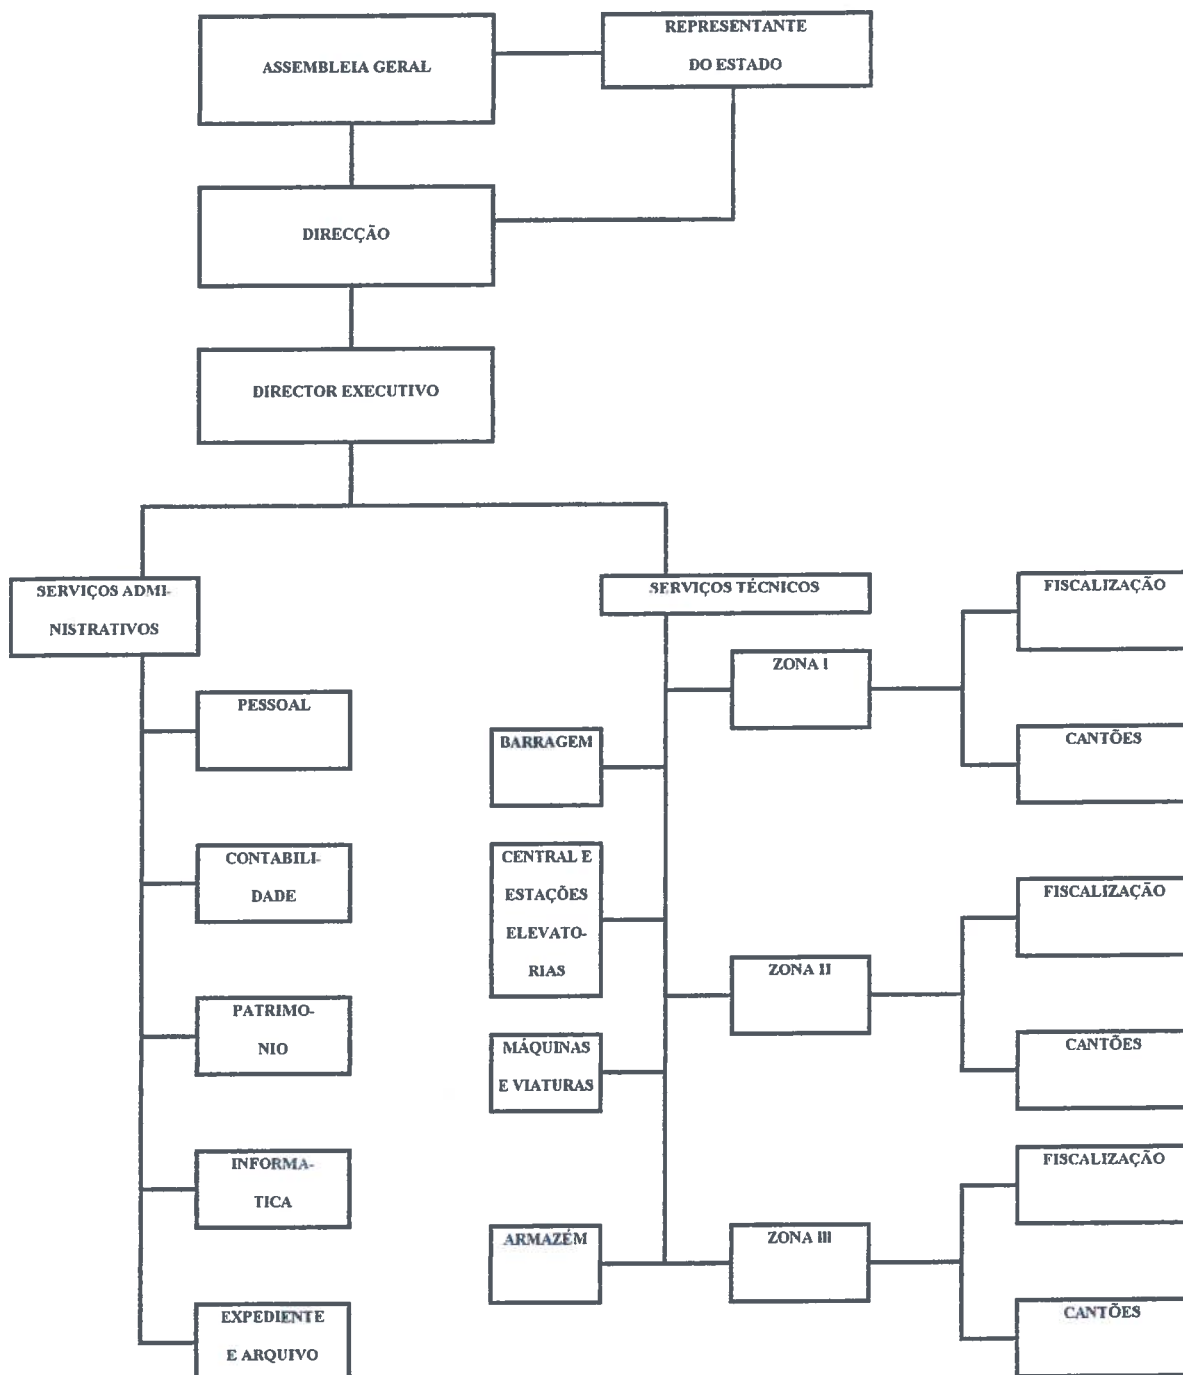 REPRESENTANTE
DO ESTADO
ASSEMBLEIA GERAL
DIRECÇÃO
DIRECTOR EXECUTIVO
SERVIÇOS ADMI-
NISTRATIVOS
PESSOAL
CONTABILI-
DADE
PATRIMO-
NIO
INFORMA-
TICA
EXPEDIENTE
E ARQUIVO
SERVIÇOS TÉCNICOS
BARRAGEM
CENTRAL E
ESTAÇÕES
ELEVATO-
RIAS
MÁQUINAS
E VIATURAS
ARMAZÉM
ZONA I
FISCALIZAÇÃO
CANTÕES
ZONA II
FISCALIZAÇÃO
CANTÕES
ZONA III
FISCALIZAÇÃO
CANTÕES